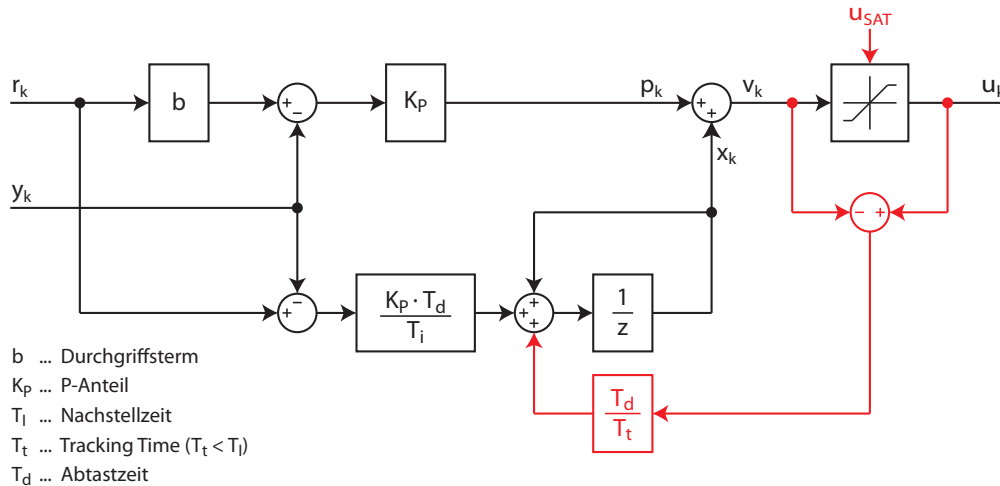 u_SAT
r_k
b
+
−
K_P
p_k
+
+
v_k
u_k
x_k
y_k
−
+
−
+
K_P · T_d
T_i
+
+
+
1
z
T_d
T_t
b ... Durchgriffsterm
K_P ... P-Anteil
T_I ... Nachstellzeit
T_t ... Tracking Time (T_t < T_I)
T_d ... Abtastzeit